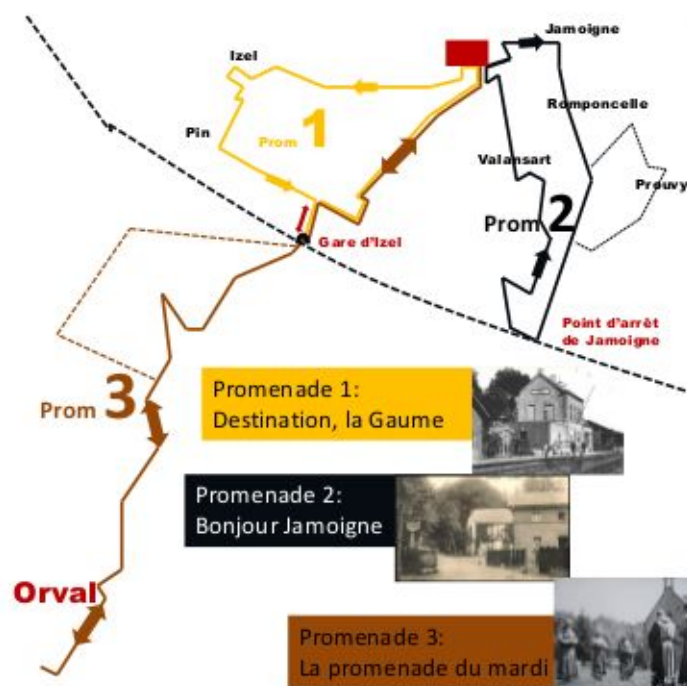 Jamoigne
Izel
Romponcelle
Pin
Prom 1
Valansart
Prouvy
Prom 2
Gare d'Izel
Point d'arrêt
de Jamoigne
Prom 3
Promenade 1:
Destination, la Gaume
Promenade 2:
Bonjour Jamoigne
Orval
Promenade 3:
La promenade du mardi